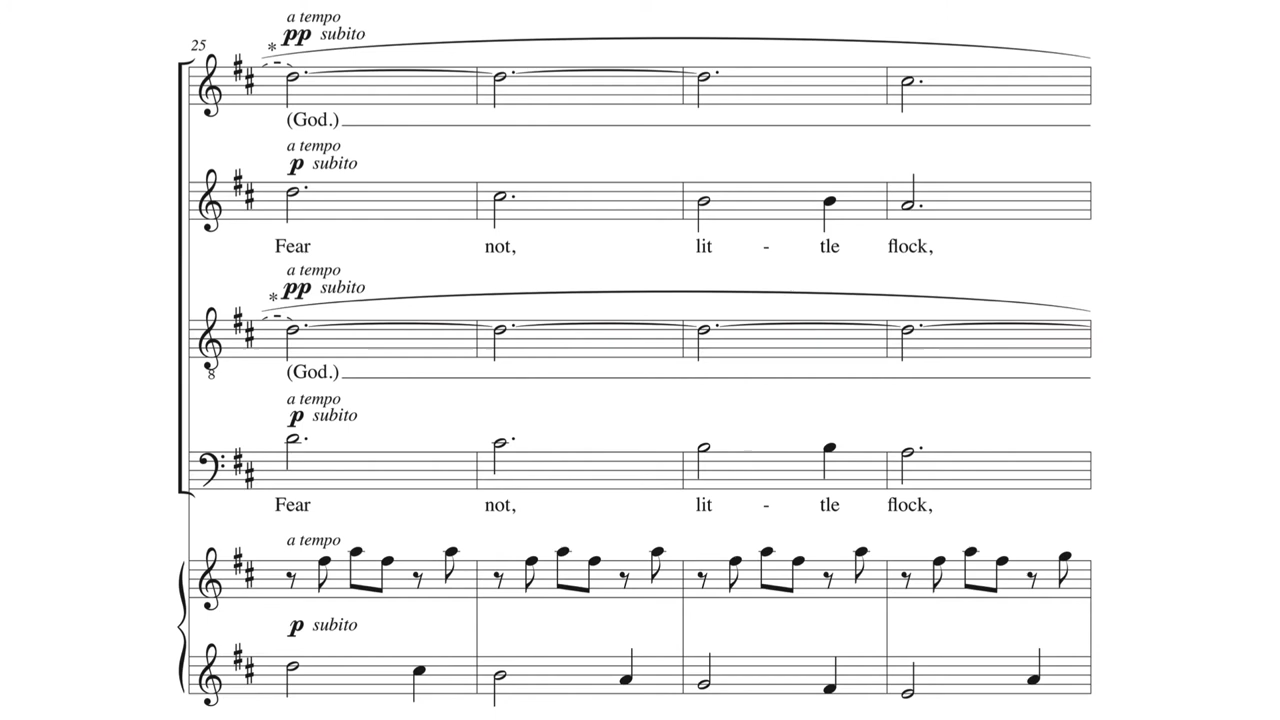 a tempo
25 * pp subito
(God.)
a tempo
p subito
Fear not, lit - tle flock,
a tempo
* pp subito
8
(God.)
a tempo
p subito
Fear not, lit - tle flock,
a tempo
p subito